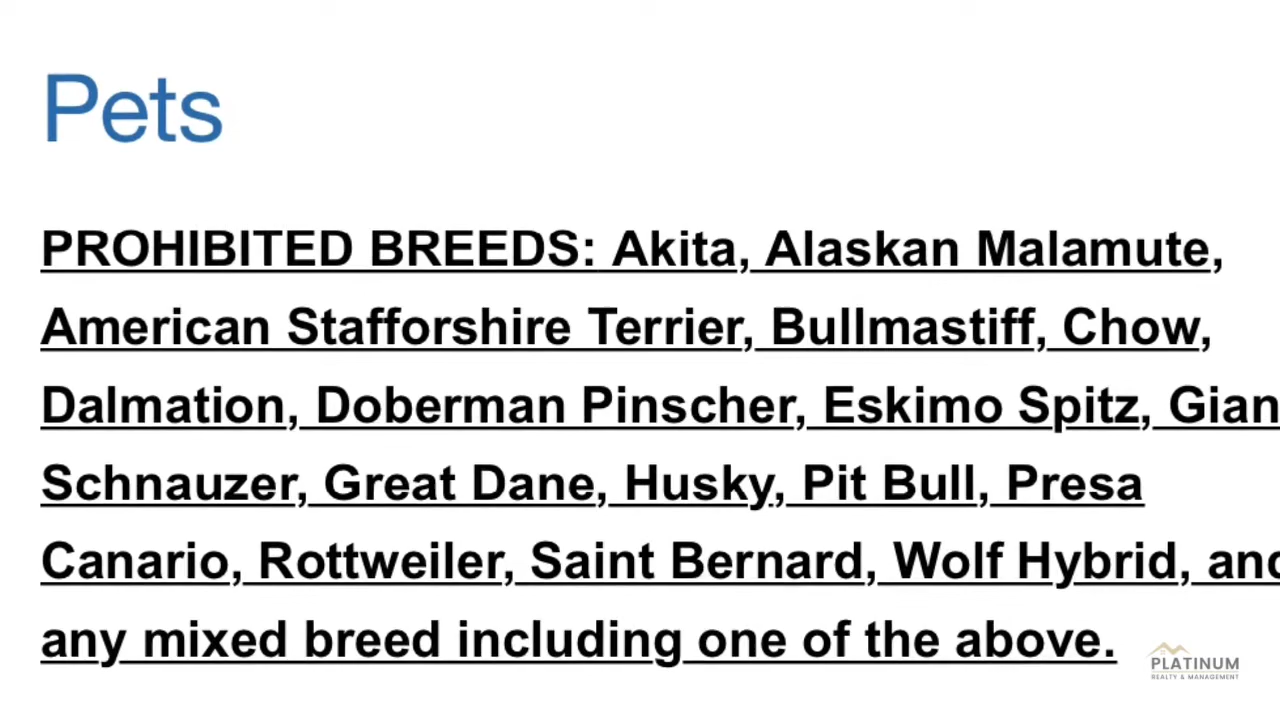 Pets
PROHIBITED BREEDS: Akita, Alaskan Malamute,
American Stafforshire Terrier, Bullmastiff, Chow,
Dalmation, Doberman Pinscher, Eskimo Spitz, Gian
Schnauzer, Great Dane, Husky, Pit Bull, Presa
Canario, Rottweiler, Saint Bernard, Wolf Hybrid, and
any mixed breed including one of the above.
PLATINUM
REALTY & MANAGEMENT